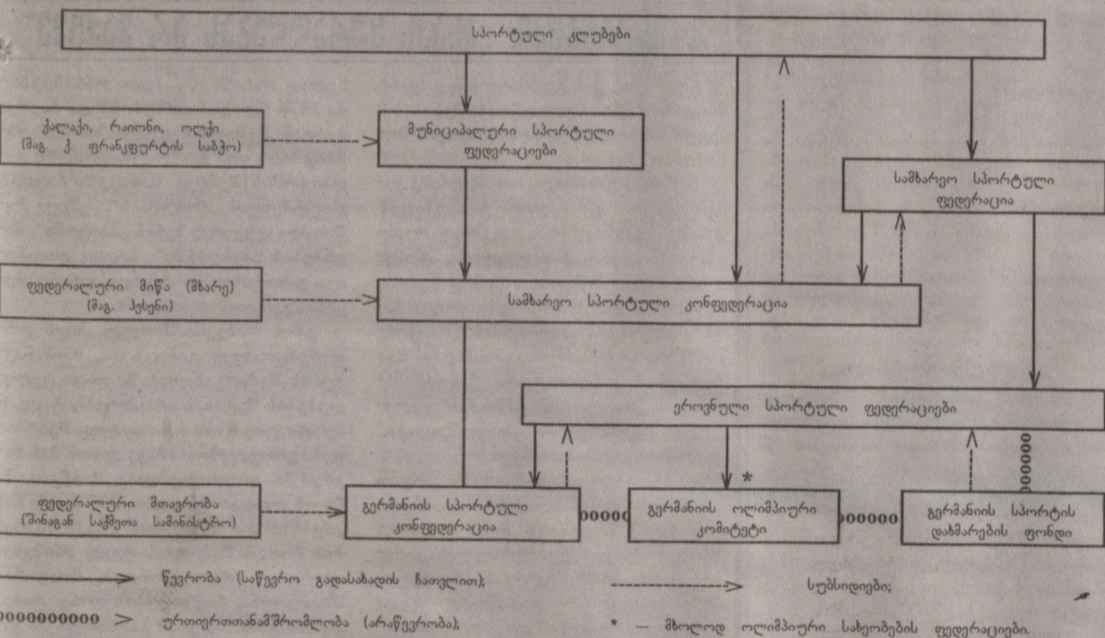 სპორტული კლუბები
ქალაქი, რაიონი, ოლქი
(მაგ. ქ. ფრანკფურტის საბჭო)
მუნიციპალური სპორტული
ფედერაციები
სამხარეო სპორტული
ფედერაცია
ფედერალური მიწა (მხარე)
(მაგ. ჰესენი)
სამხარეო სპორტული კონფედერაცია
ეროვნული სპორტული ფედერაციები
*
ფედერალური მთავრობა
(შინაგან საქმეთა სამინისტრო)
გერმანიის სპორტული
კონფედერაცია
გერმანიის ოლიმპიური
კომიტეტი
გერმანიის სპორტის
დახმარების ფონდი
წევრობა (საწევრო გადასახადის ჩათვლით);
სუბსიდიები;
ურთიერთთანამშრომლობა (არაწევრობა);
* — მხოლოდ ოლიმპიური სახეობების ფედერაციები.